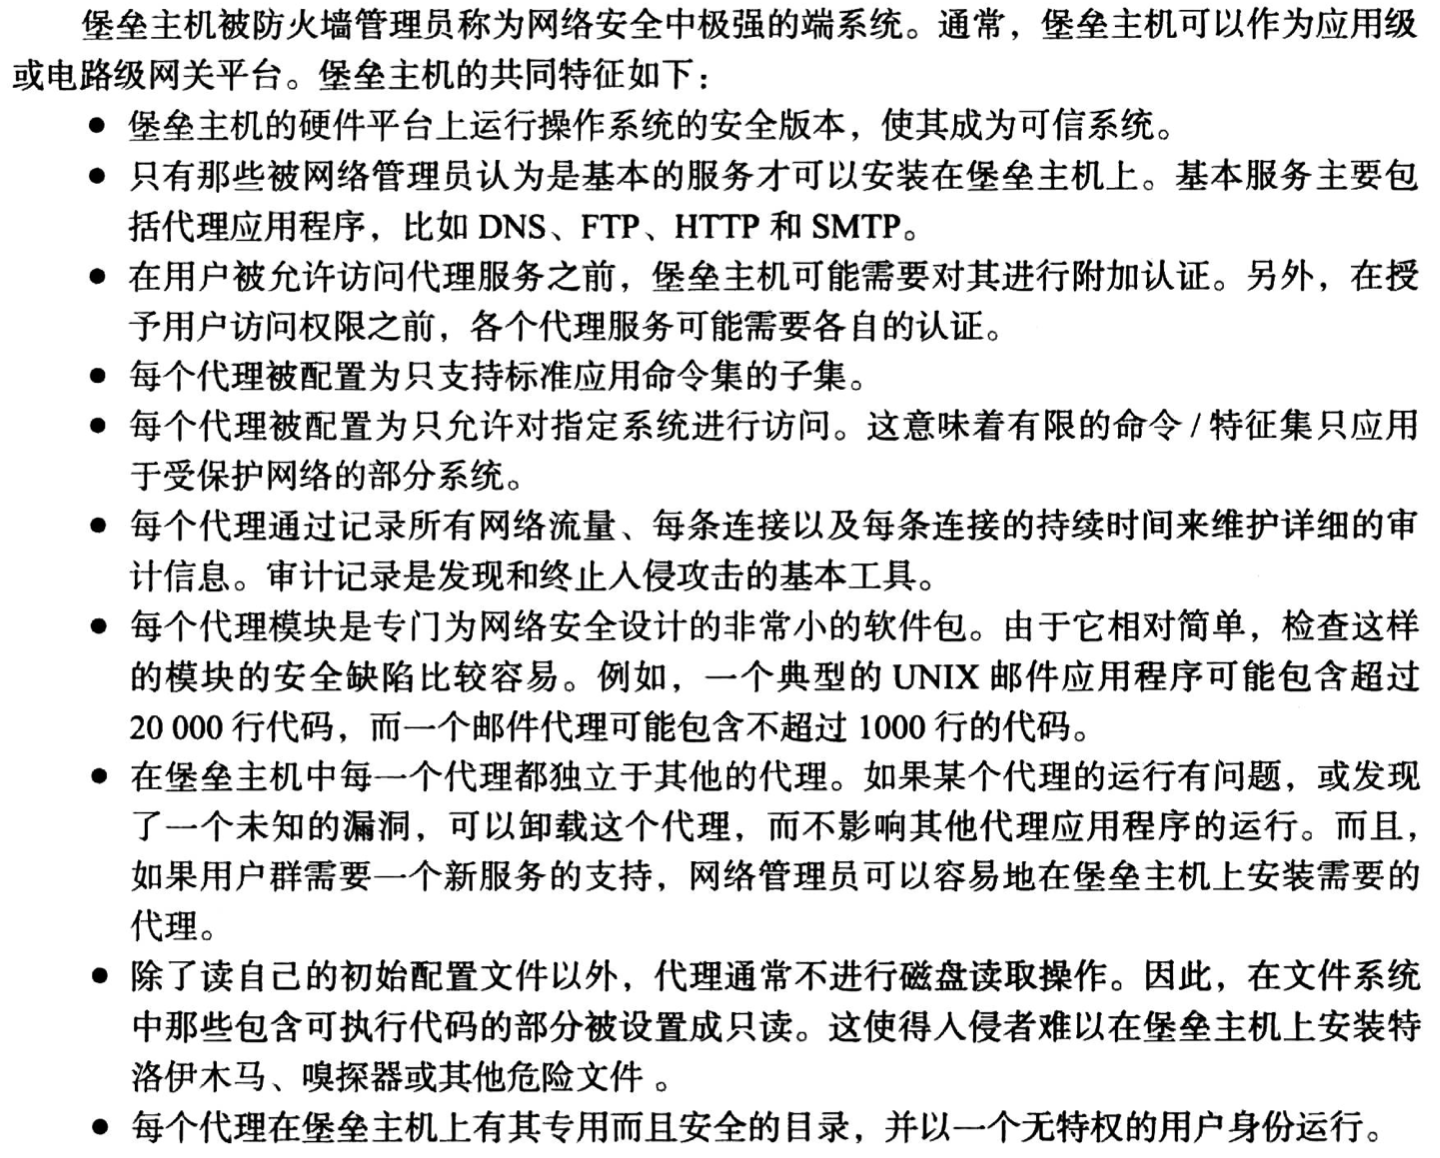 堡垒主机被防火墙管理员称为网络安全中极强的端系统。通常，堡垒主机可以作为应用级
或电路级网关平台。堡垒主机的共同特征如下：
● 堡垒主机的硬件平台上运行操作系统的安全版本，使其成为可信系统。
● 只有那些被网络管理员认为是基本的服务才可以安装在堡垒主机上。基本服务主要包
括代理应用程序，比如 DNS、FTP、HTTP 和 SMTP。
● 在用户被允许访问代理服务之前，堡垒主机可能需要对其进行附加认证。另外，在授
予用户访问权限之前，各个代理服务可能需要各自的认证。
● 每个代理被配置为只支持标准应用命令集的子集。
● 每个代理被配置为只允许对指定系统进行访问。这意味着有限的命令 / 特征集只应用
于受保护网络的部分系统。
● 每个代理通过记录所有网络流量、每条连接以及每条连接的持续时间来维护详细的审
计信息。审计记录是发现和终止入侵攻击的基本工具。
● 每个代理模块是专门为网络安全设计的非常小的软件包。由于它相对简单，检查这样
的模块的安全缺陷比较容易。例如，一个典型的 UNIX 邮件应用程序可能包含超过
20 000 行代码，而一个邮件代理可能包含不超过 1000 行的代码。
● 在堡垒主机中每一个代理都独立于其他的代理。如果某个代理的运行有问题，或发现
了一个未知的漏洞，可以卸载这个代理，而不影响其他代理应用程序的运行。而且，
如果用户群需要一个新服务的支持，网络管理员可以容易地在堡垒主机上安装需要的
代理。
● 除了读自己的初始配置文件以外，代理通常不进行磁盘读取操作。因此，在文件系统
中那些包含可执行代码的部分被设置成只读。这使得入侵者难以在堡垒主机上安装特
洛伊木马、嗅探器或其他危险文件 。
● 每个代理在堡垒主机上有其专用而且安全的目录，并以一个无特权的用户身份运行。